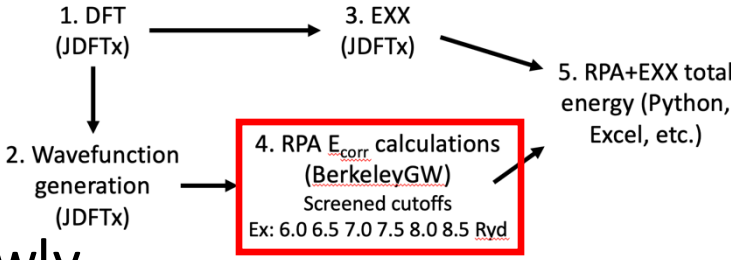 1. DFT
(JDFTx)
3. EXX
(JDFTx)
5. RPA+EXX total
energy (Python,
Excel, etc.)
2. Wavefunction
generation
(JDFTx)
4. RPA Ecorr calculations
(BerkeleyGW)
Screened cutoffs
Ex: 6.0 6.5 7.0 7.5 8.0 8.5 Ryd